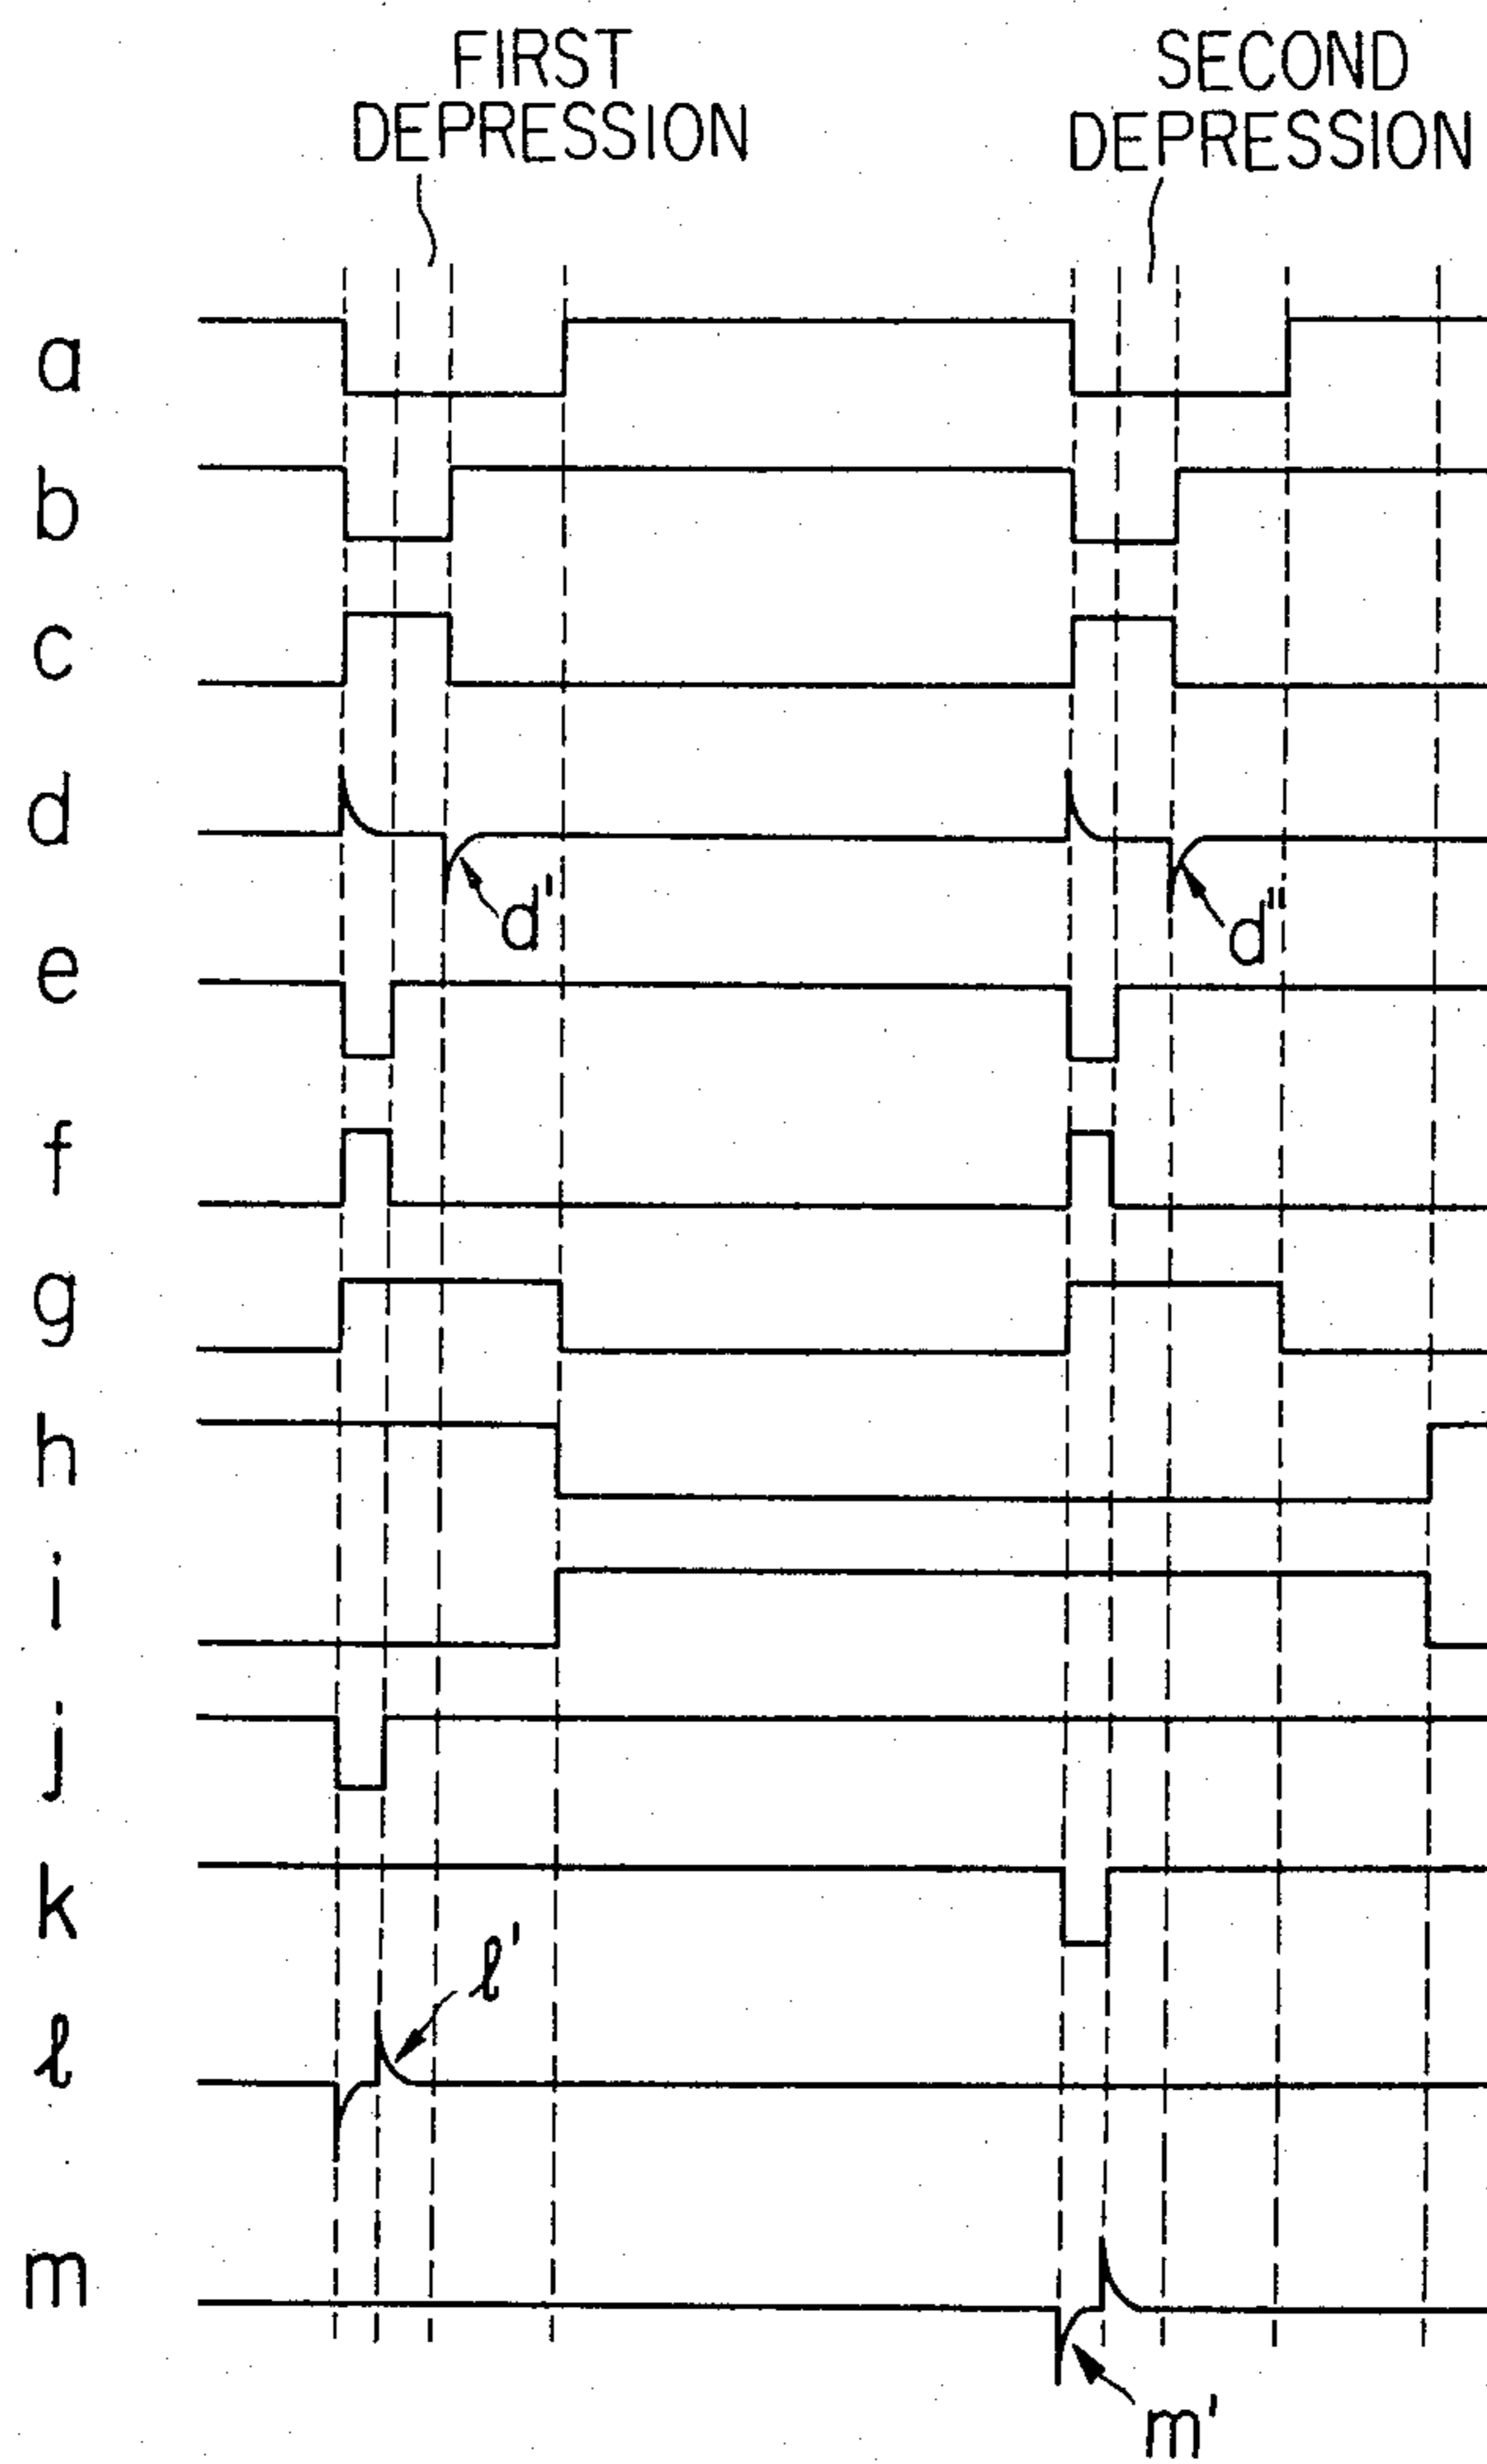 FIRST
DEPRESSION
SECOND
DEPRESSION
a
b
c
d
d'
d"
e
f
g
h
i
j
k
ℓ'
ℓ
m
m'